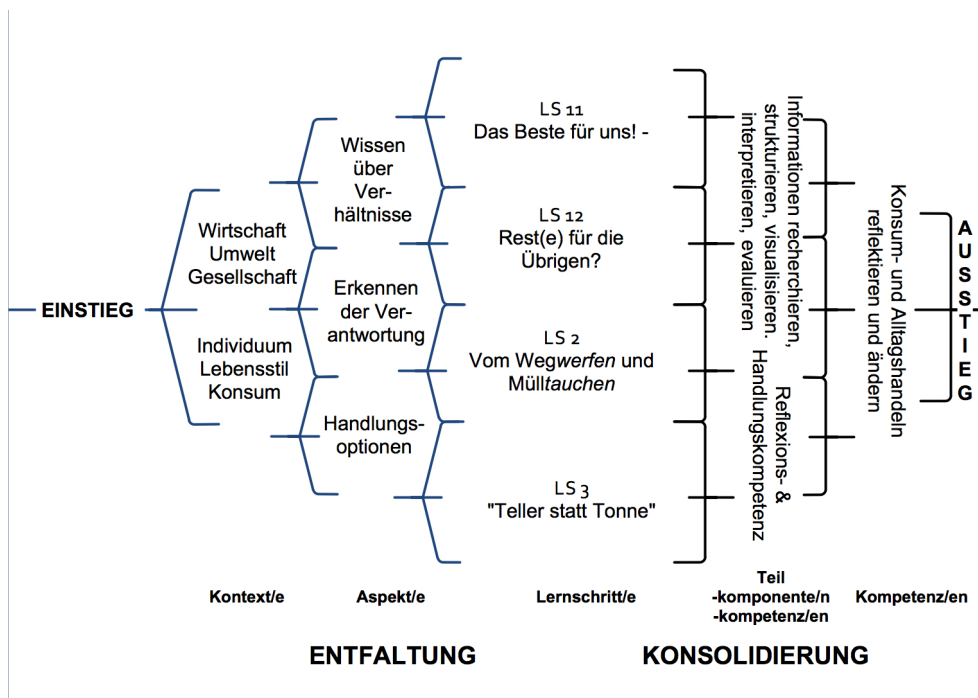 EINSTIEG
Wirtschaft
Umwelt
Gesellschaft
Individuum
Lebensstil
Konsum
Wissen
über
Ver-
hältnisse
Erkennen
der Ver-
antwortung
Handlungs-
optionen
LS 11
Das Beste für uns! -
LS 12
Rest(e) für die
Übrigen?
LS 2
Vom Wegwerfen und
Mülltauchen
LS 3
"Teller statt Tonne"
Informationen recherchieren,
strukturieren, visualisieren.
interpretieren, evaluieren
Reflexions- &
Handlungskompetenz
Konsum- und Alltagshandeln
reflektieren und ändern
AUSSTIEG
Kontext/e
Aspekt/e
Lernschritt/e
Teil
-komponente/n
-kompetenz/en
Kompetenz/en
ENTFALTUNG
KONSOLIDIERUNG